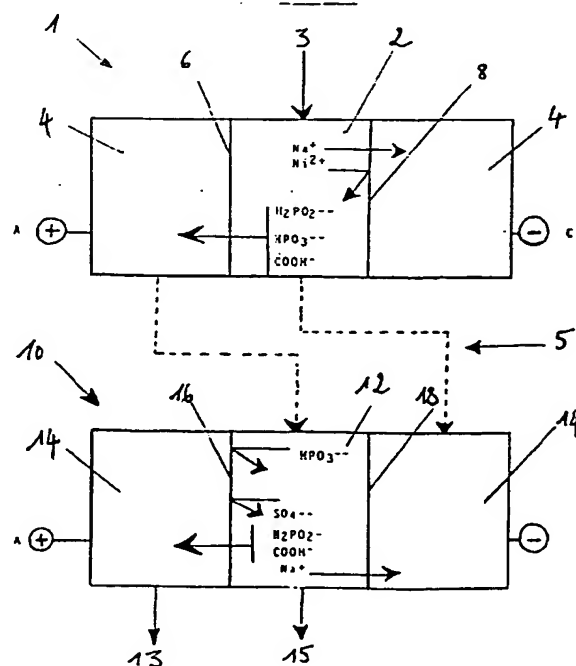 1
3
2
6
8
4
4
Na⁺
Ni²⁺
H₂PO₂--
HPO₃--
COOH⁻
A
+
−
C
5
10
12
16
18
14
14
HPO₃--
SO₄--
H₂PO₂-
COOH⁻
Na⁺
A
+
−
13
15